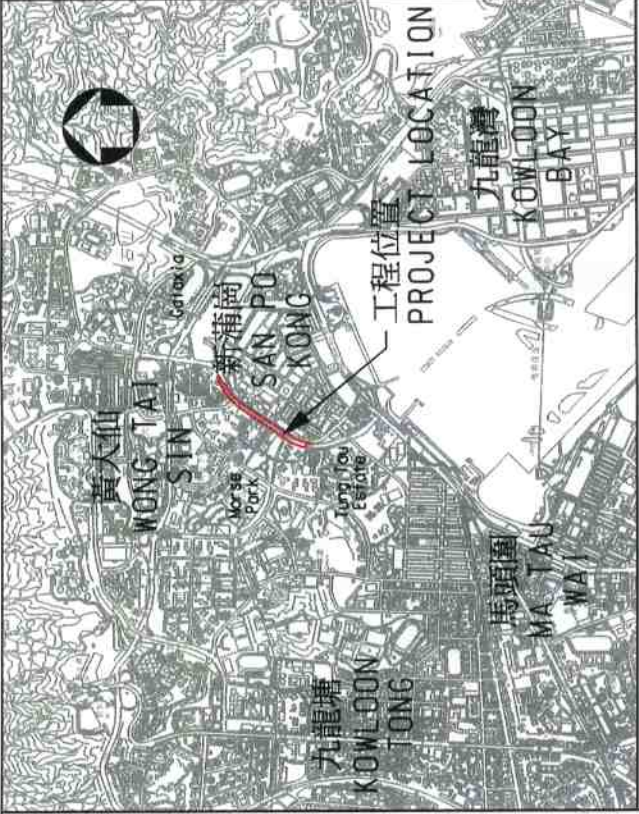 黃大仙
WONG TAI
SIN
Galaxia
新蒲崗
SAN PO
KONG
Morse
Park
Tung Tau
Estate
工程位置
PROJECT LOCATION
九龍灣
KOWLOON
BAY
九龍塘
KOWLOON
TONG
馬頭圍
MA TAU
WAI